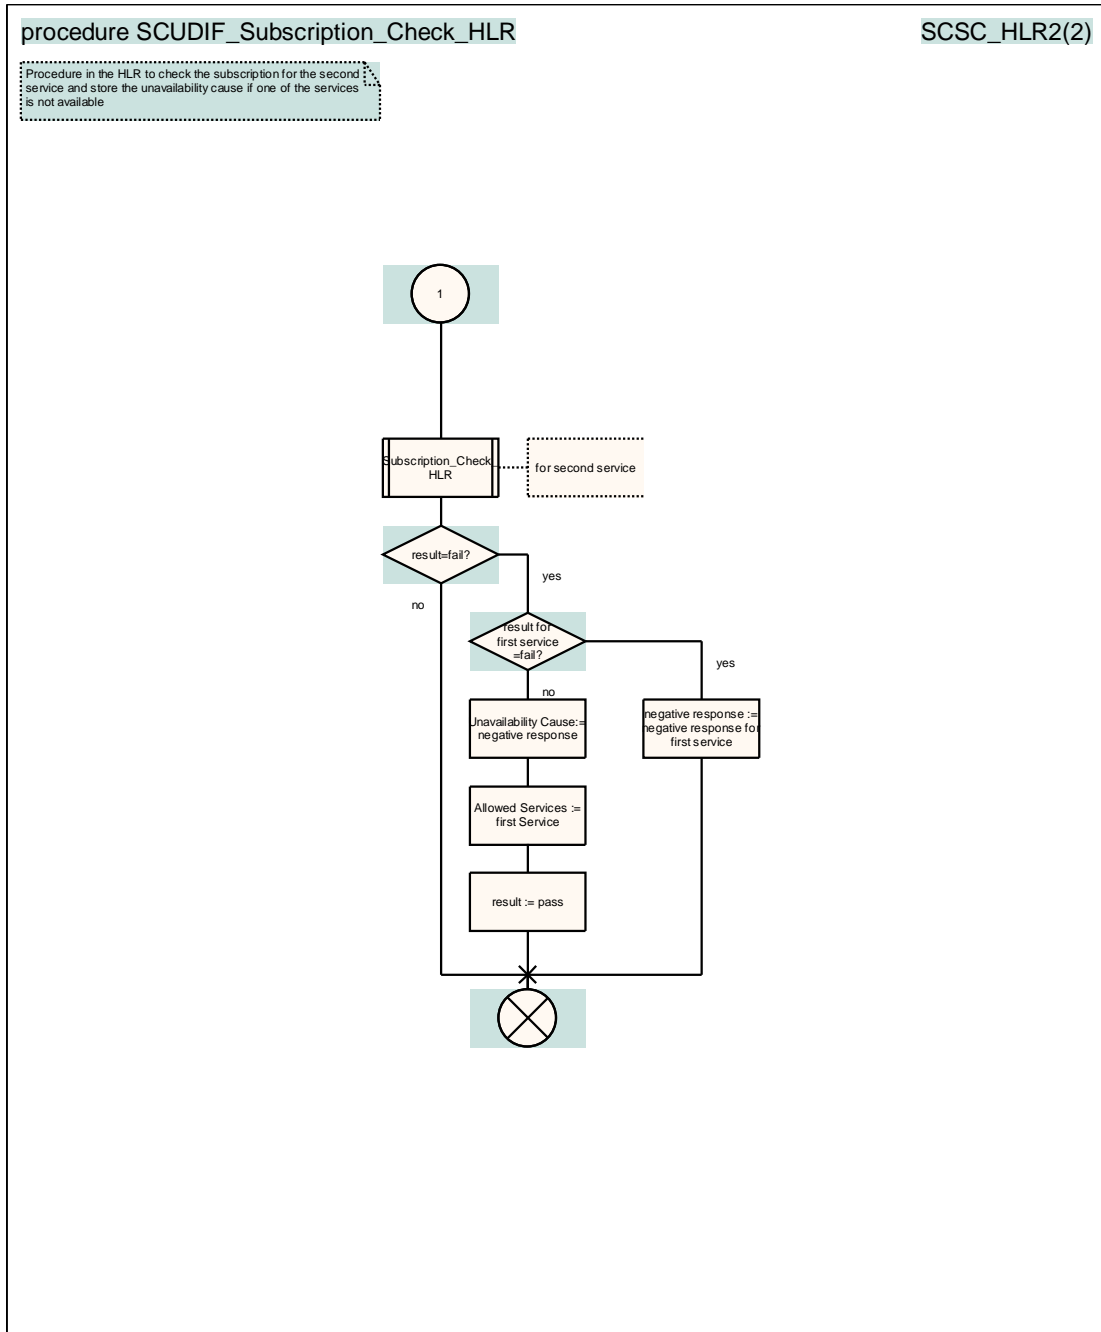 procedure SCUDIF_Subscription_Check_HLR
SCSC_HLR2(2)
Procedure in the HLR to check the subscription for the second
service and store the unavailability cause if one of the services
is not available
1
Subscription_Check_
HLR
for second service
result=fail?
yes
no
result for
first service
=fail?
yes
no
Unavailability Cause:=
negative response
negative response :=
negative response for
first service
Allowed Services :=
first Service
result := pass